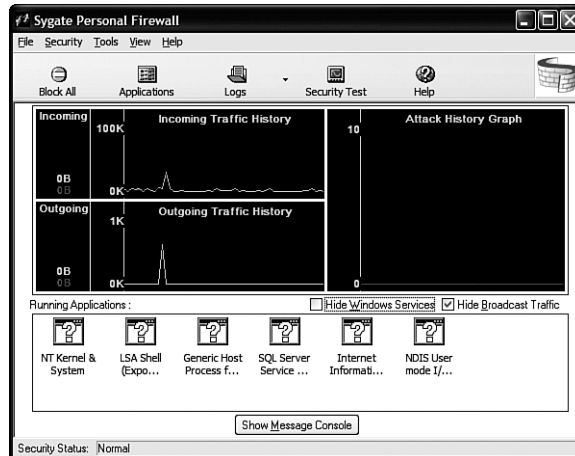 Sygate Personal Firewall
File Security Tools View Help
Block All Applications Logs Security Test Help
Incoming
100K
Incoming Traffic History
0B
0B
0K
Attack History Graph
10
0
Outgoing
1K
Outgoing Traffic History
0B
0B
0K
Running Applications :
Hide Windows Services
Hide Broadcast Traffic
NT Kernel &
System
LSA Shell
(Expo...
Generic Host
Process f...
SQL Server
Service ...
Internet
Informati...
NDIS User
mode I/...
Show Message Console
Security Status: Normal